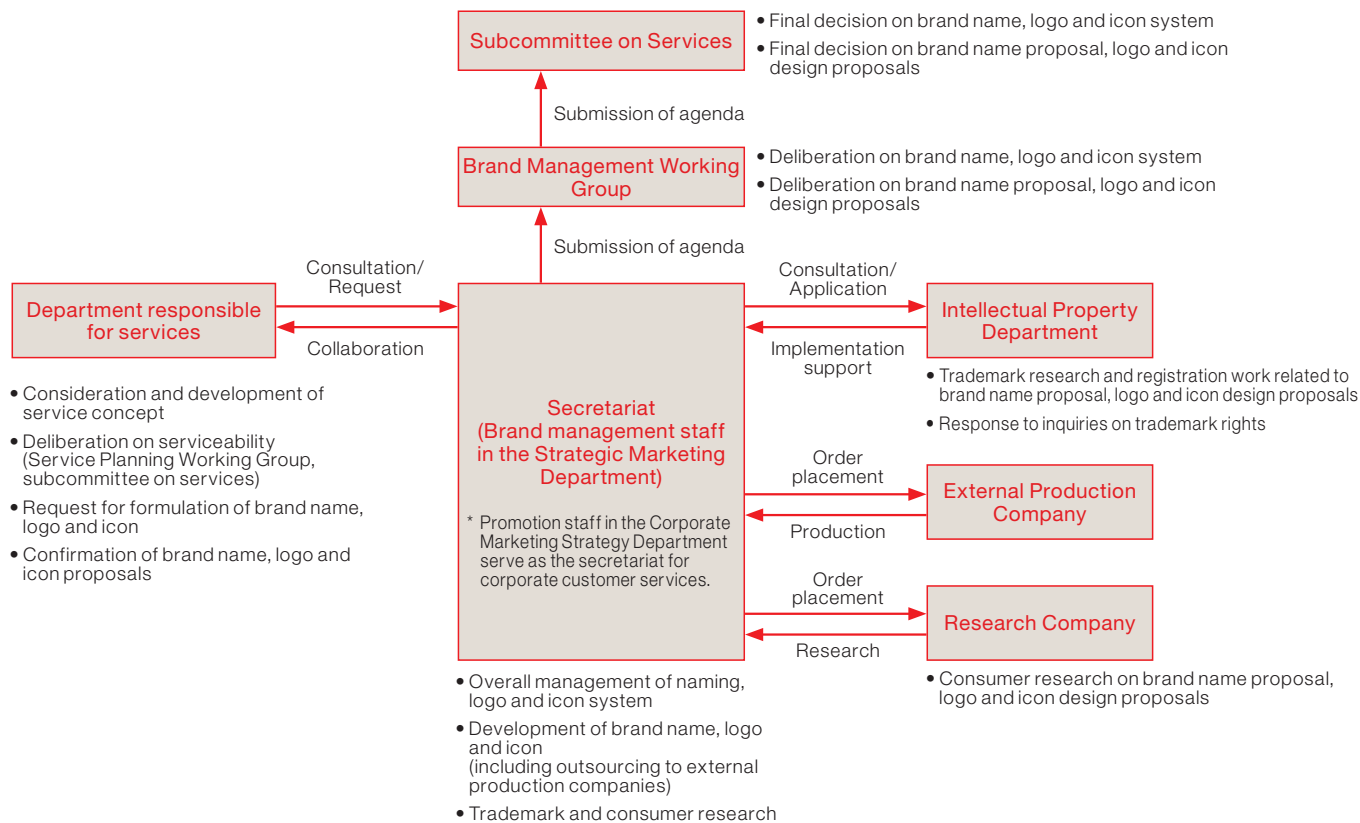 Subcommittee on Services
• Final decision on brand name, logo and icon system
• Final decision on brand name proposal, logo and icon
design proposals
Submission of agenda
Brand Management Working
Group
• Deliberation on brand name, logo and icon system
• Deliberation on brand name proposal, logo and icon
design proposals
Submission of agenda
Consultation/
Request
Department responsible
for services
Collaboration
• Consideration and development of
service concept
• Deliberation on serviceability
(Service Planning Working Group,
subcommittee on services)
• Request for formulation of brand name,
logo and icon
• Confirmation of brand name, logo and
icon proposals
Secretariat
(Brand management staff
in the Strategic Marketing
Department)
* Promotion staff in the Corporate
Marketing Strategy Department
serve as the secretariat for
corporate customer services.
• Overall management of naming,
logo and icon system
• Development of brand name, logo
and icon
(including outsourcing to external
production companies)
• Trademark and consumer research
Consultation/
Application
Intellectual Property
Department
Implementation
support
• Trademark research and registration work related to
brand name proposal, logo and icon design proposals
• Response to inquiries on trademark rights
Order
placement
External Production
Company
Production
Order
placement
Research Company
Research
• Consumer research on brand name proposal,
logo and icon design proposals